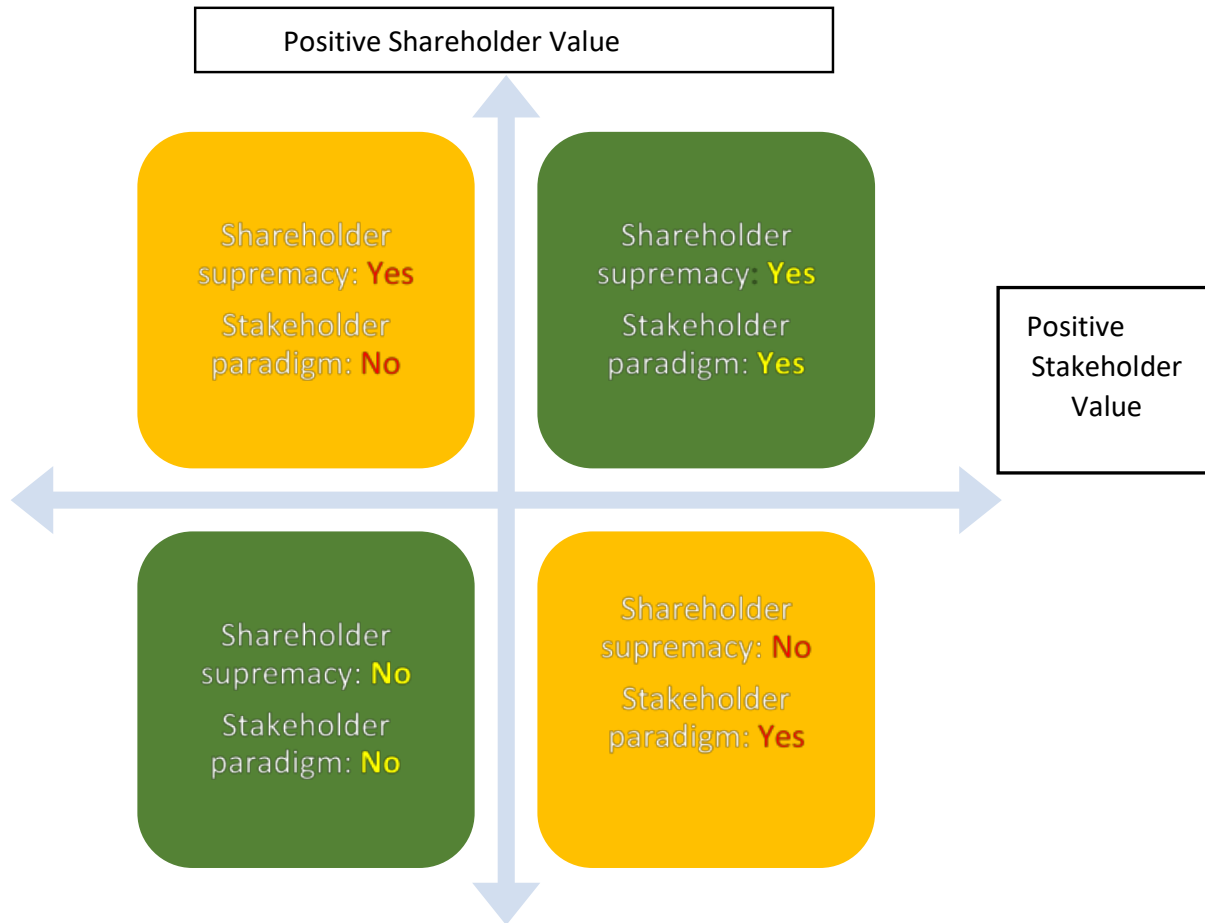 Positive Shareholder Value
Shareholder
supremacy: Yes
Stakeholder
paradigm: No
Shareholder
supremacy: Yes
Stakeholder
paradigm: Yes
Positive
Stakeholder
Value
Shareholder
supremacy: No
Stakeholder
paradigm: No
Shareholder
supremacy: No
Stakeholder
paradigm: Yes